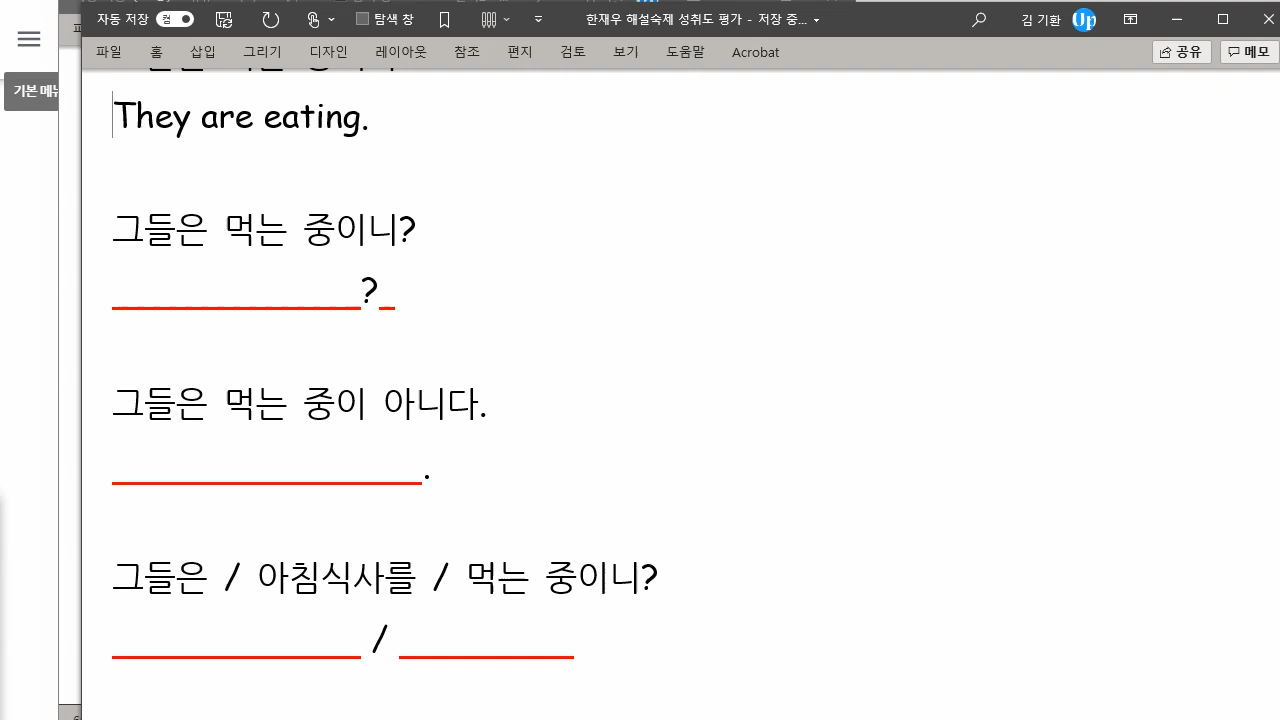 자동 저장
컴
탐색 창
한재우 해설숙제 성취도 평가 - 저장 중...
김 기환
Up
파일 홈 삽입 그리기 디자인 레이아웃 참조 편지 검토 보기 도움말 Acrobat
공유
메모
They are eating.
그들은 먹는 중이니?
?
그들은 먹는 중이 아니다.
.
그들은 / 아침식사를 / 먹는 중이니?
/